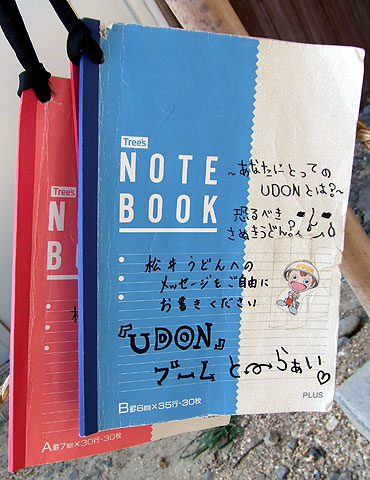 Tree's
NOTE
BOOK
～あなたにとっての
UDONとは？～
恐るべき
さぬきうどん？
・松井うどんへの
メッセージをご自由に
お書きください
『UDON』
ブーム と～らぁい♡
B罫6mm×35行・30枚
PLUS
Tree's
N
B
A罫7mm×30行・30枚